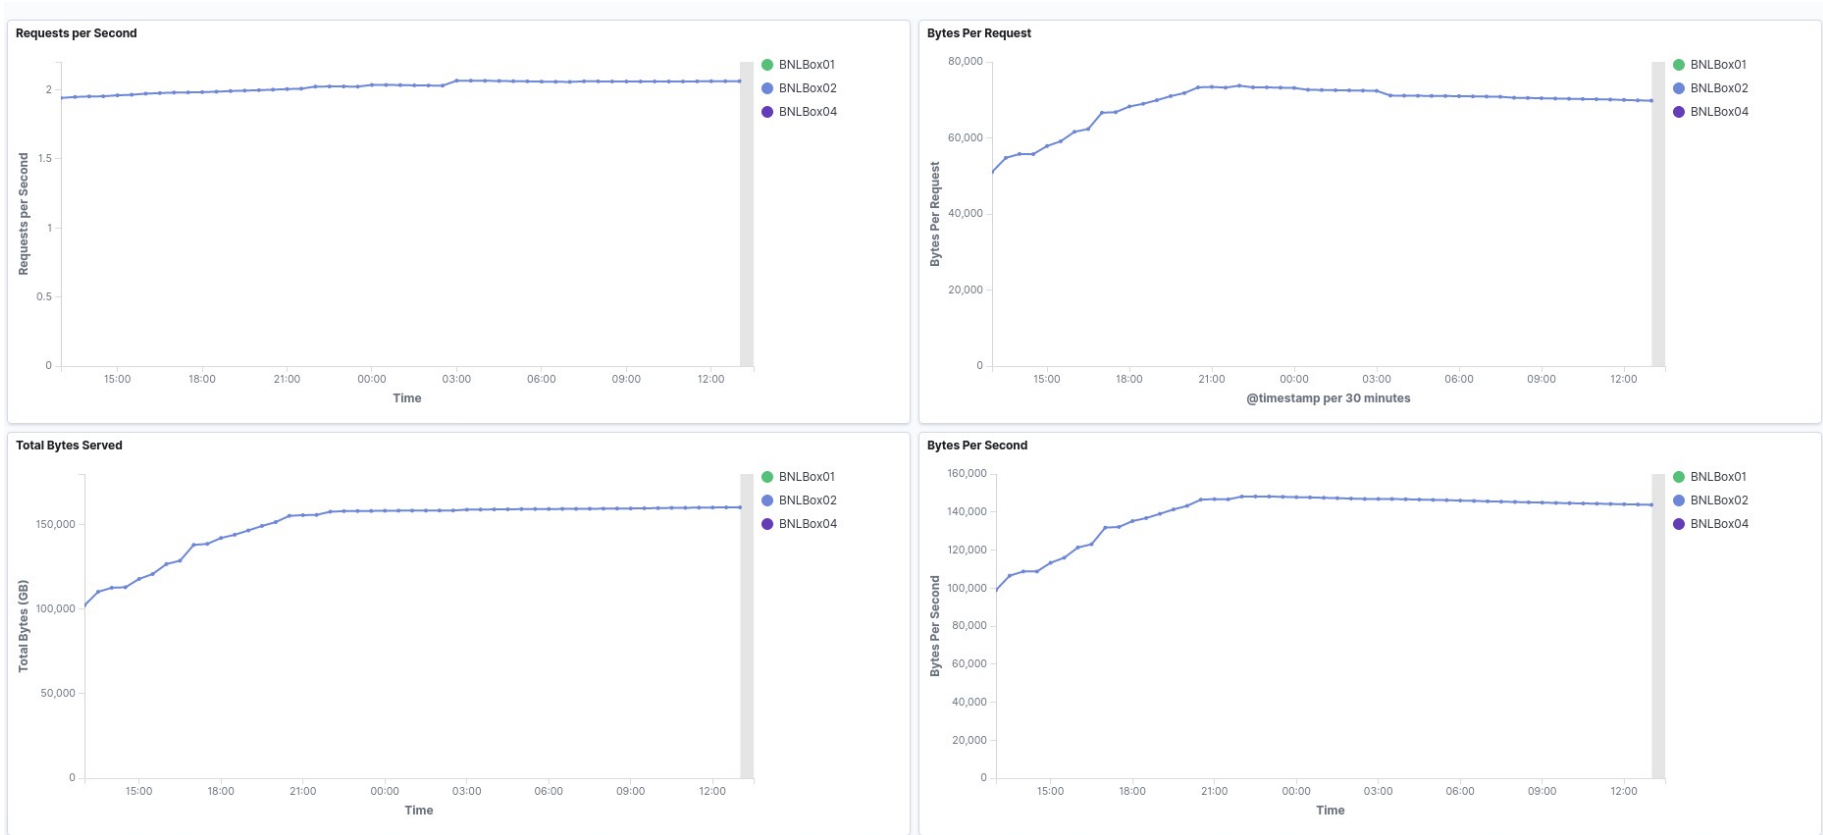 Requests per Second
Requests per Second
2
1.5
1
0.5
0
15:00 18:00 21:00 00:00 03:00 06:00 09:00 12:00
Time
BNLBox01
BNLBox02
BNLBox04
Bytes Per Request
Bytes Per Request
80,000
60,000
40,000
20,000
0
15:00 18:00 21:00 00:00 03:00 06:00 09:00 12:00
@timestamp per 30 minutes
BNLBox01
BNLBox02
BNLBox04
Total Bytes Served
Total Bytes (GB)
150,000
100,000
50,000
0
15:00 18:00 21:00 00:00 03:00 06:00 09:00 12:00
Time
BNLBox01
BNLBox02
BNLBox04
Bytes Per Second
Bytes Per Second
160,000
140,000
120,000
100,000
80,000
60,000
40,000
20,000
0
15:00 18:00 21:00 00:00 03:00 06:00 09:00 12:00
Time
BNLBox01
BNLBox02
BNLBox04